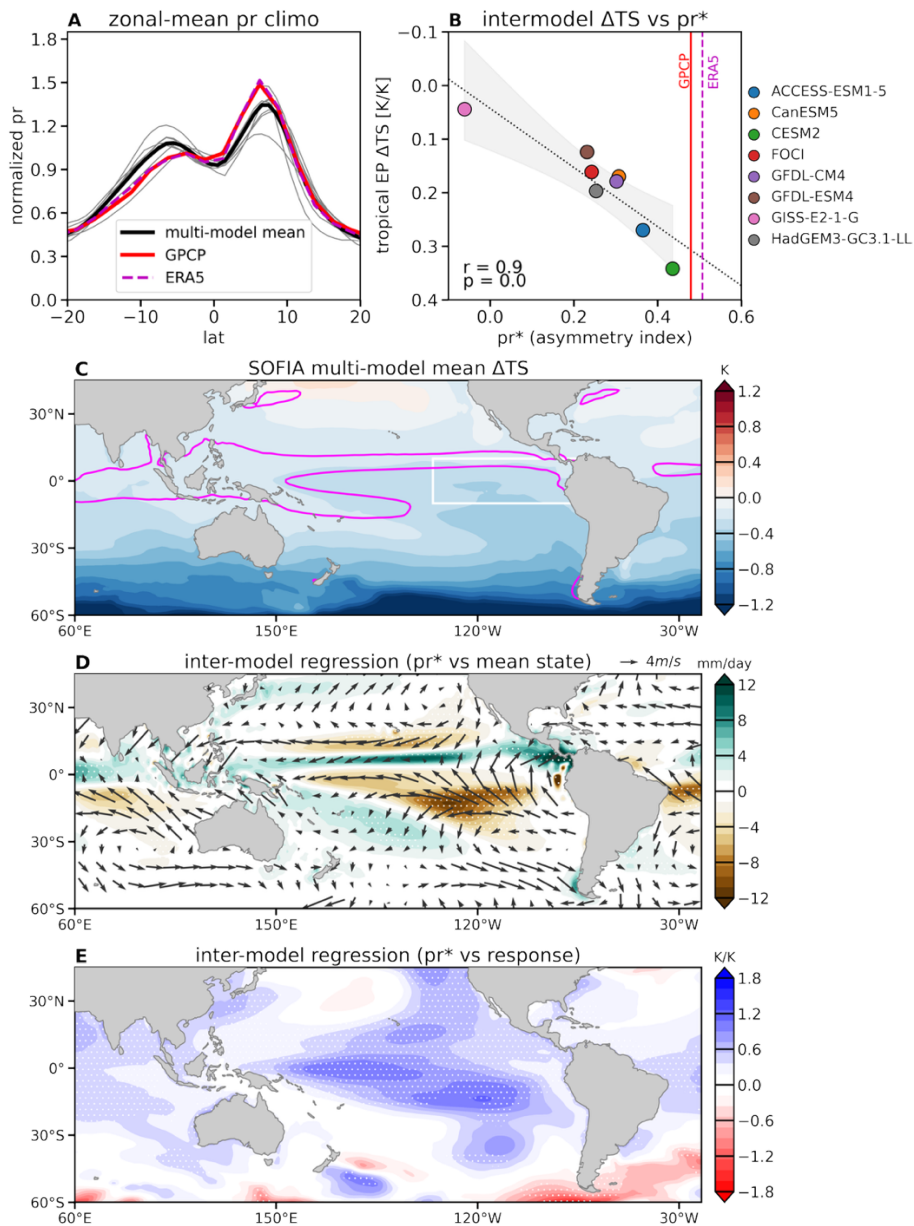 A zonal-mean pr climo
normalized pr
1.8
1.5
1.2
0.9
0.6
0.3
0.0
multi-model mean
GPCP
ERA5
−20 −10 0 10 20
lat
B intermodel ΔTS vs pr*
tropical EP ΔTS [K/K]
−0.1
0.0
0.1
0.2
0.3
0.4
GPCP
ERA5
r = 0.9
p = 0.0
0.0 0.2 0.4 0.6
pr* (asymmetry index)
ACCESS-ESM1-5
CanESM5
CESM2
FOCI
GFDL-CM4
GFDL-ESM4
GISS-E2-1-G
HadGEM3-GC3.1-LL
C SOFIA multi-model mean ΔTS
30°N
0°
30°S
60°S
60°E 150°E 120°W 30°W
K
1.2
0.8
0.4
0.0
−0.4
−0.8
−1.2
D inter-model regression (pr* vs mean state) 4m/s mm/day
30°N
0°
30°S
60°S
60°E 150°E 120°W 30°W
12
8
4
0
−4
−8
−12
E inter-model regression (pr* vs response) K/K
30°N
0°
30°S
60°S
60°E 150°E 120°W 30°W
1.8
1.2
0.6
0.0
−0.6
−1.2
−1.8